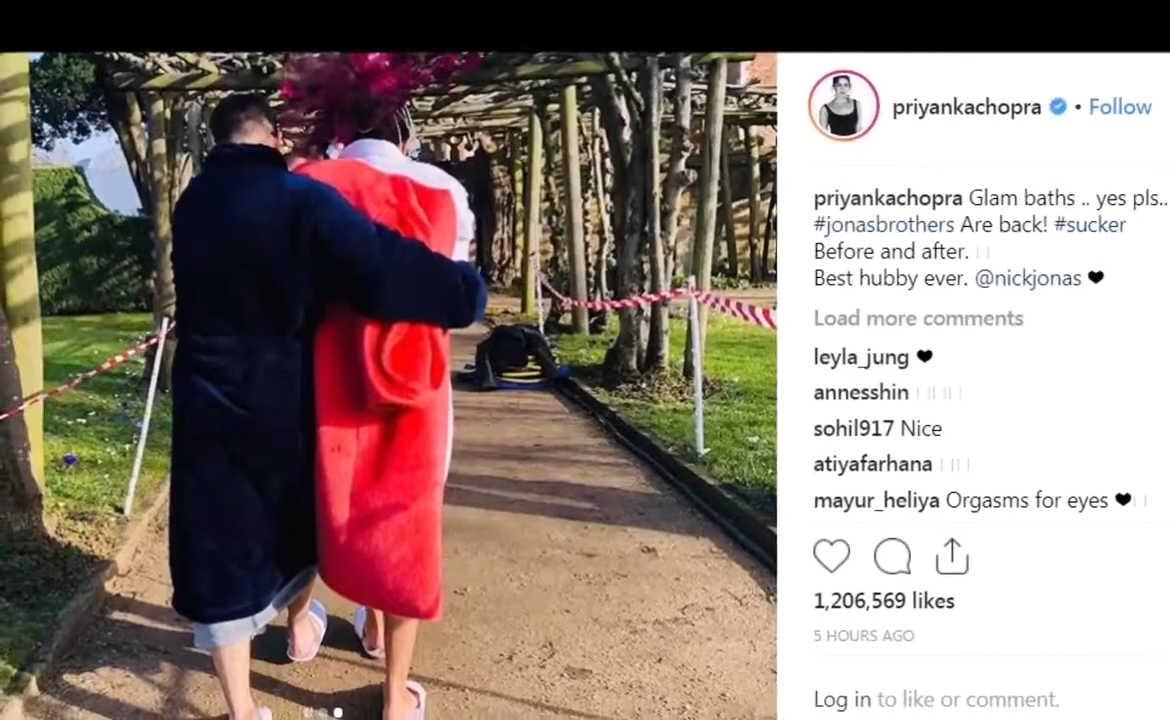 priyankachopra • Follow
priyankachopra Glam baths .. yes pls..
#jonasbrothers Are back! #sucker
Before and after.
Best hubby ever. @nickjonas ❤
Load more comments
leyla_jung ❤
annesshin
sohil917 Nice
atiyafarhana
mayur_heliya Orgasms for eyes ❤
1,206,569 likes
5 HOURS AGO
Log in to like or comment.